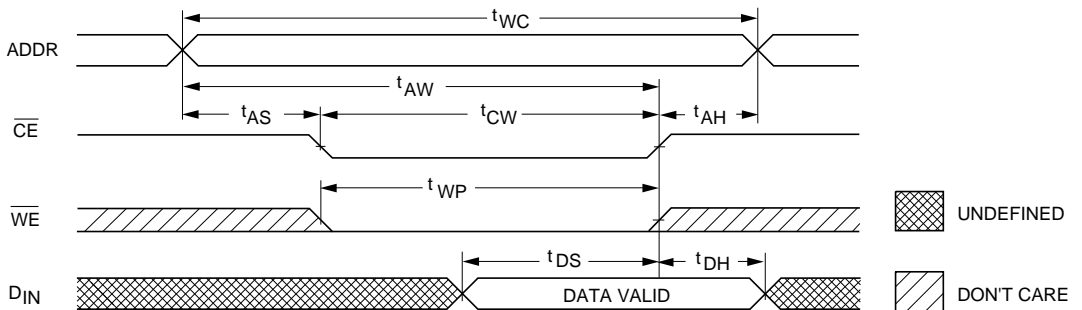 tWC
ADDR
tAW
tAS
tCW
tAH
CE
tWP
WE
UNDEFINED
tDS
tDH
DIN
DATA VALID
DON'T CARE